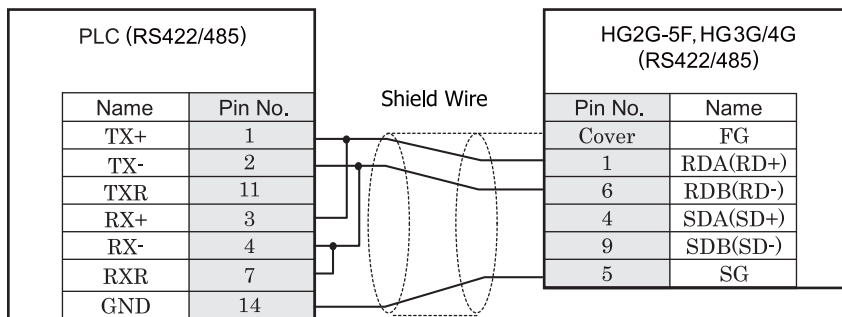 PLC (RS422/485)
Name Pin No.
TX+ 1
TX- 2
TXR 11
RX+ 3
RX- 4
RXR 7
GND 14
Shield Wire
HG2G-5F, HG3G/4G
(RS422/485)
Pin No. Name
Cover FG
1 RDA(RD+)
6 RDB(RD-)
4 SDA(SD+)
9 SDB(SD-)
5 SG